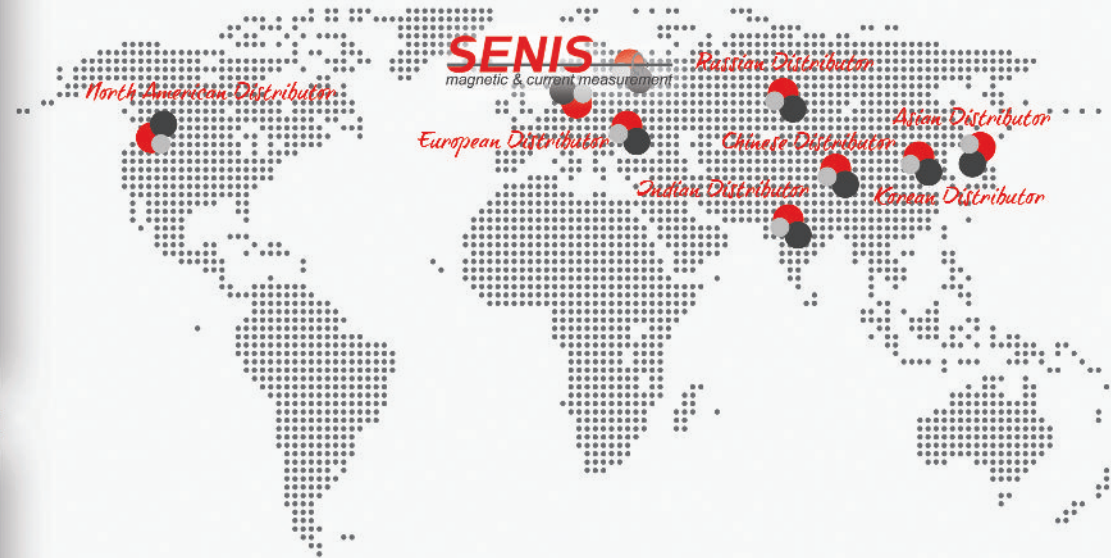 SENIS
magnetic & current measurement
Russian Distributor
North American Distributor
Asian Distributor
European Distributor
Chinese Distributor
Indian Distributor
Korean Distributor